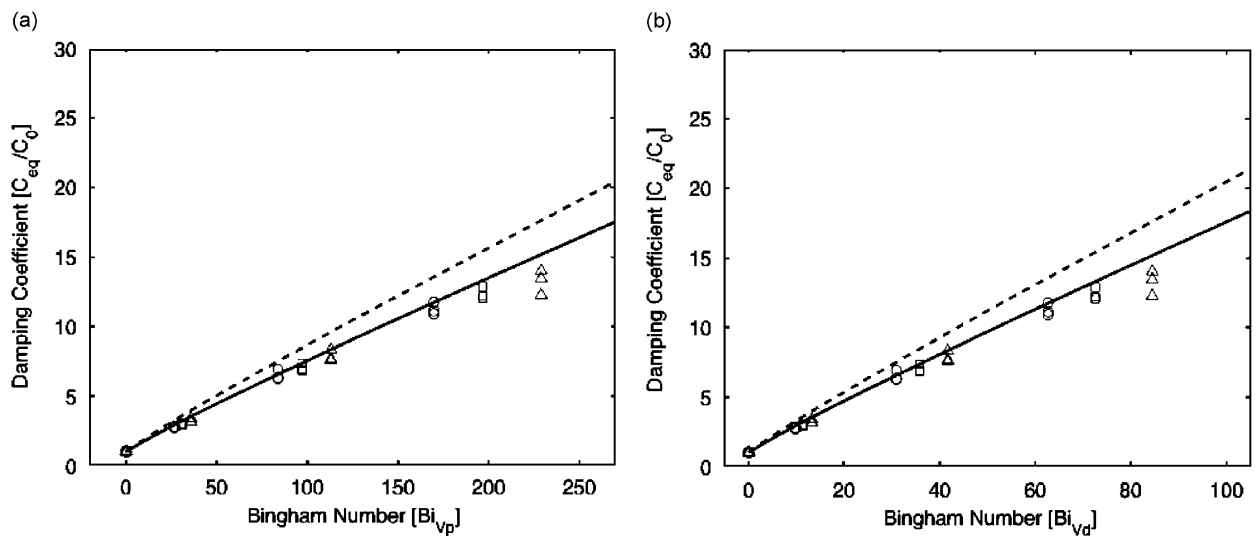 (a)
30
25
20
15
10
5
0
Damping Coefficient [C_eq/C_0]
0 50 100 150 200 250
Bingham Number [Bi_Vp]
(b)
30
25
20
15
10
5
0
Damping Coefficient [C_eq/C_0]
0 20 40 60 80 100
Bingham Number [Bi_Vd]